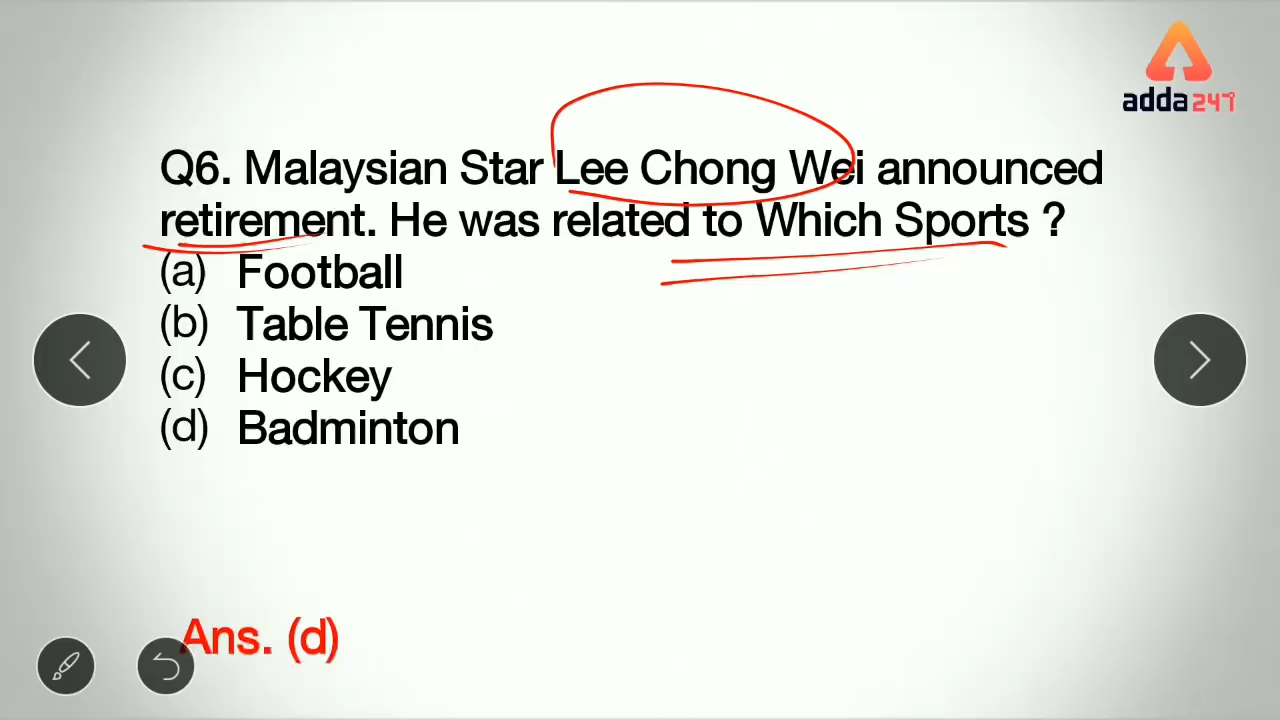 adda247
Q6. Malaysian Star Lee Chong Wei announced
retirement. He was related to Which Sports ?
(a) Football
(b) Table Tennis
(c) Hockey
(d) Badminton
Ans. (d)